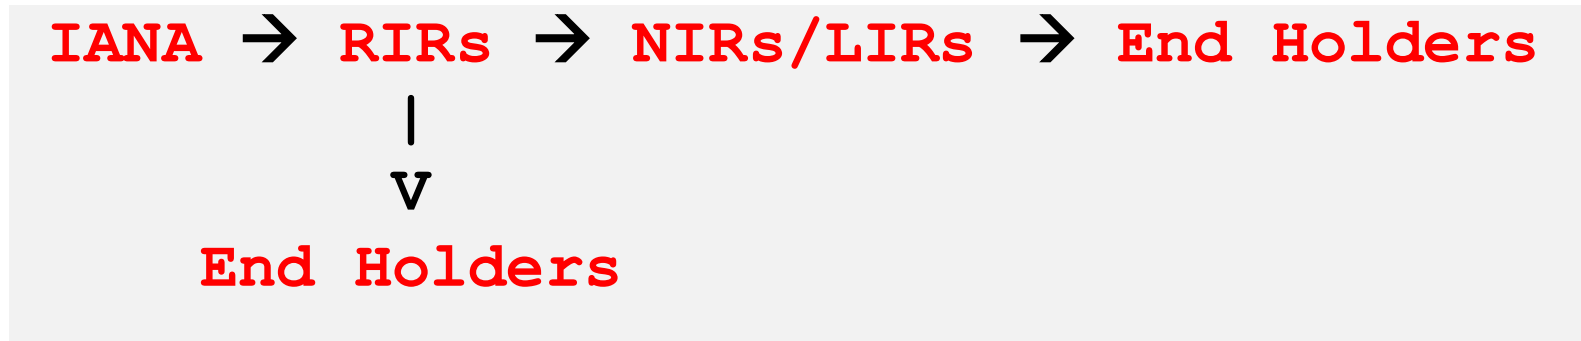 IANA → RIRs → NIRs/LIRs → End Holders
|
v
End Holders